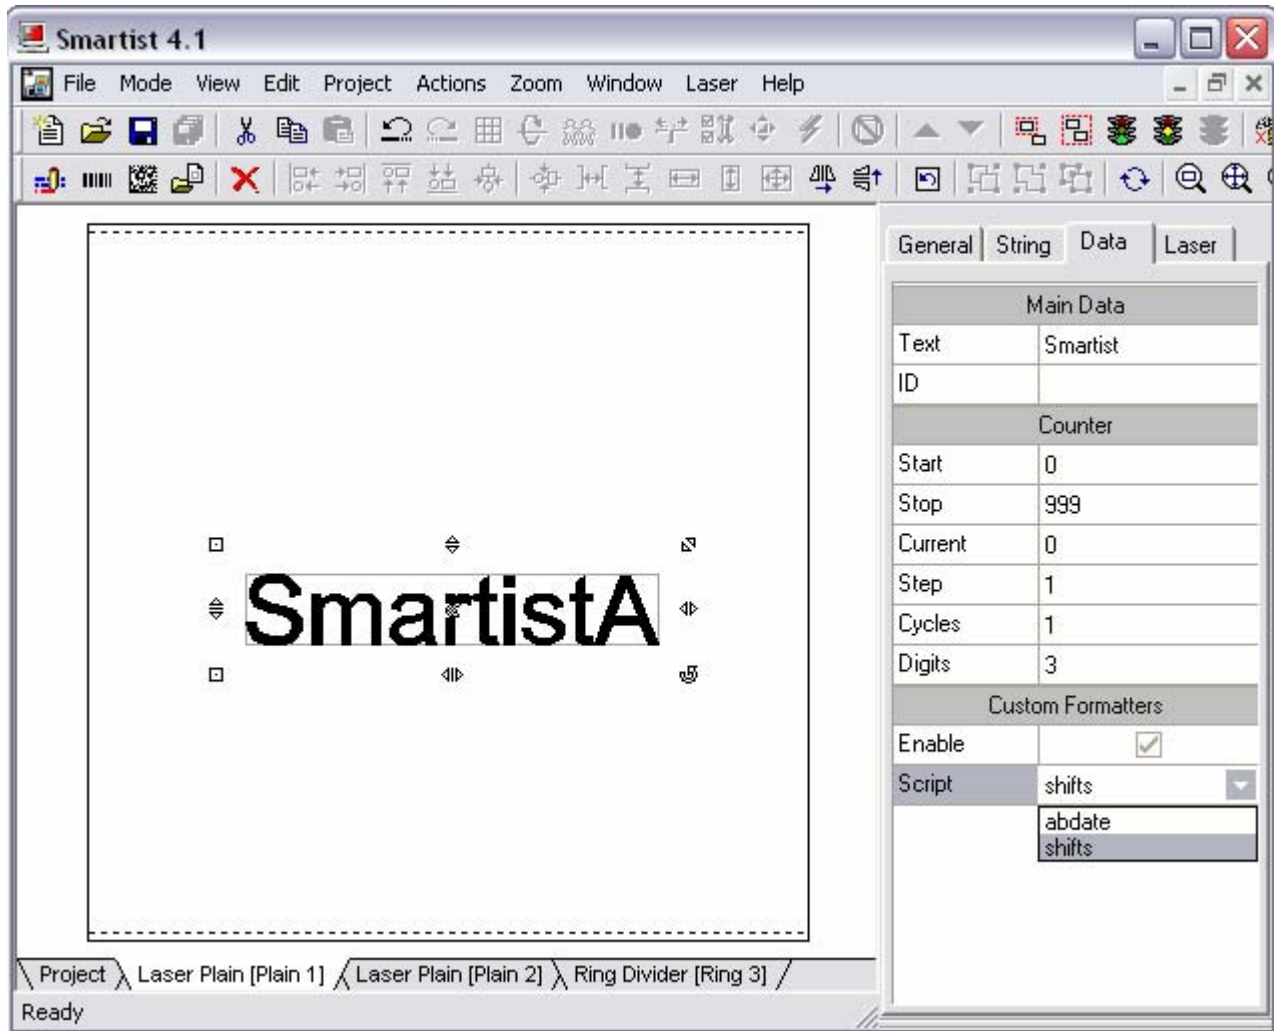 Smartist 4.1
File Mode View Edit Project Actions Zoom Window Laser Help
General String Data Laser
Main Data
Text Smartist
ID
Counter
Start 0
Stop 999
Current 0
Step 1
Cycles 1
Digits 3
Custom Formatters
Enable
Script shifts
abdate
shifts
SmartistA
Project Laser Plain [Plain 1] Laser Plain [Plain 2] Ring Divider [Ring 3]
Ready